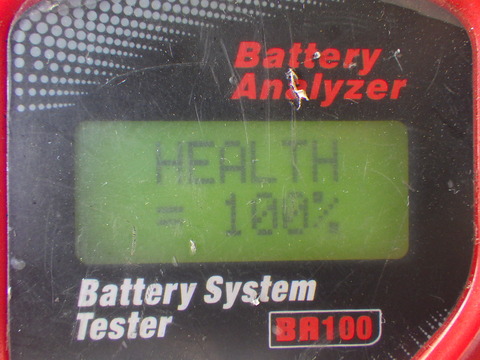 Battery
Analyzer
HEALTH
= 100%
Battery System
Tester
BR100